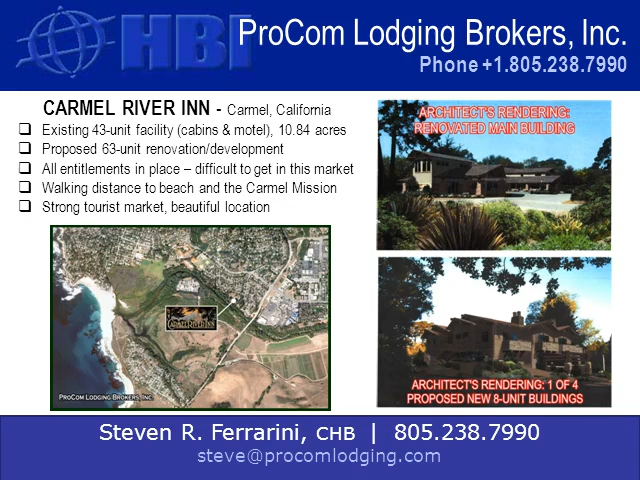 HBI
ProCom Lodging Brokers, Inc.
Phone +1.805.238.7990
CARMEL RIVER INN - Carmel, California
❑ Existing 43-unit facility (cabins & motel), 10.84 acres
❑ Proposed 63-unit renovation/development
❑ All entitlements in place – difficult to get in this market
❑ Walking distance to beach and the Carmel Mission
❑ Strong tourist market, beautiful location
ARCHITECT'S RENDERING:
RENOVATED MAIN BUILDING
CARMEL RIVER INN
PROCOM LODGING BROKERS, INC.
ARCHITECT'S RENDERING: 1 OF 4
PROPOSED NEW 8-UNIT BUILDINGS
Steven R. Ferrarini, CHB | 805.238.7990
steve@procomlodging.com